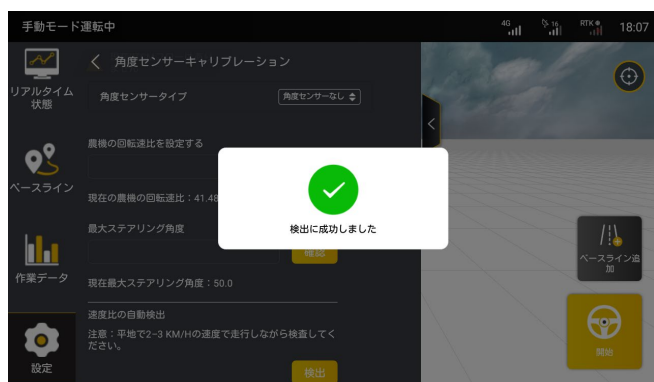 手動モード運転中
4G
16
RTK
18:07
リアルタイム
状態
ベースライン
作業データ
設定
角度センサーキャリブレーション
角度センサータイプ
角度センサーなし
農機の回転速比を設定する
現在の農機の回転速比：41.48
検出に成功しました
最大ステアリング角度
確認
現在最大ステアリング角度：50.0
速度比の自動検出
注意：平地で2-3 KM/Hの速度で走行しながら検査してく
ださい。
検出
ベースライン追
加
開始